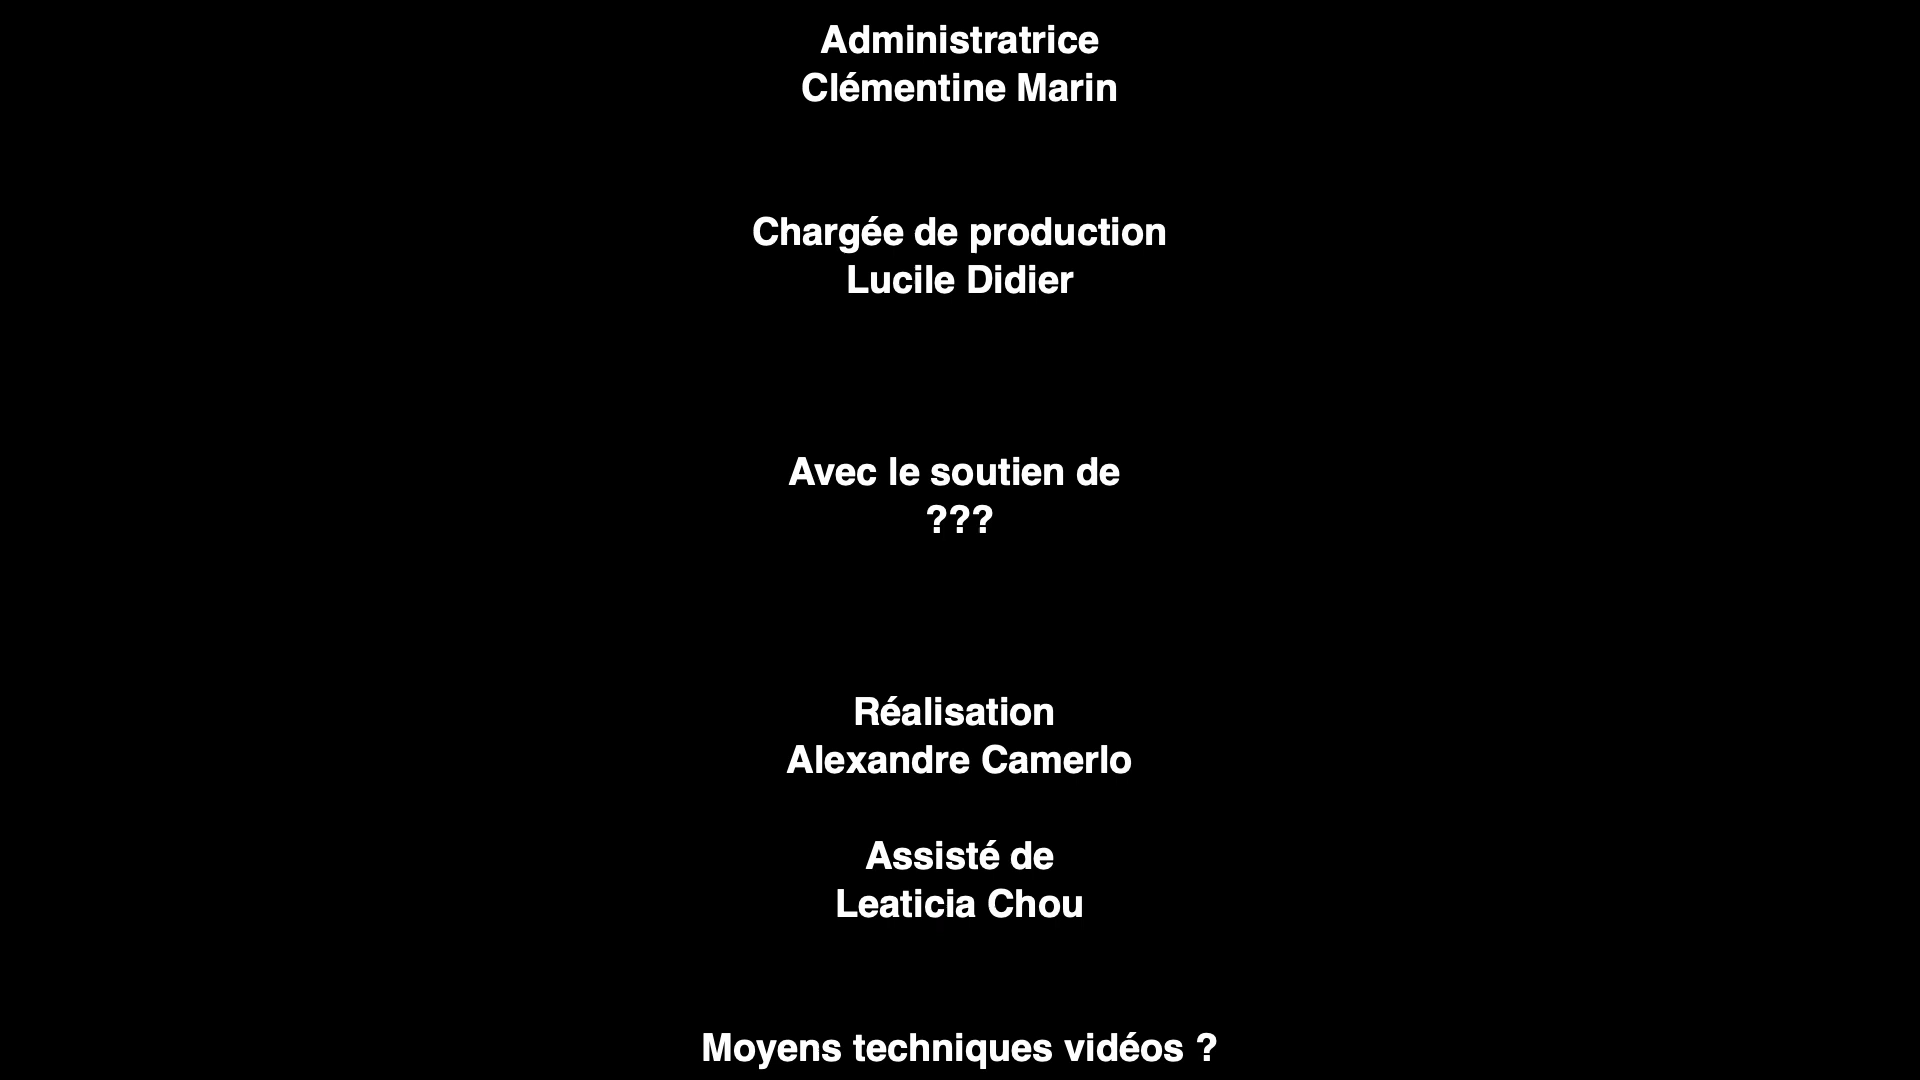 Administratrice
Clémentine Marin
Chargée de production
Lucile Didier
Avec le soutien de
???
Réalisation
Alexandre Camerlo
Assisté de
Leaticia Chou
Moyens techniques vidéos ?